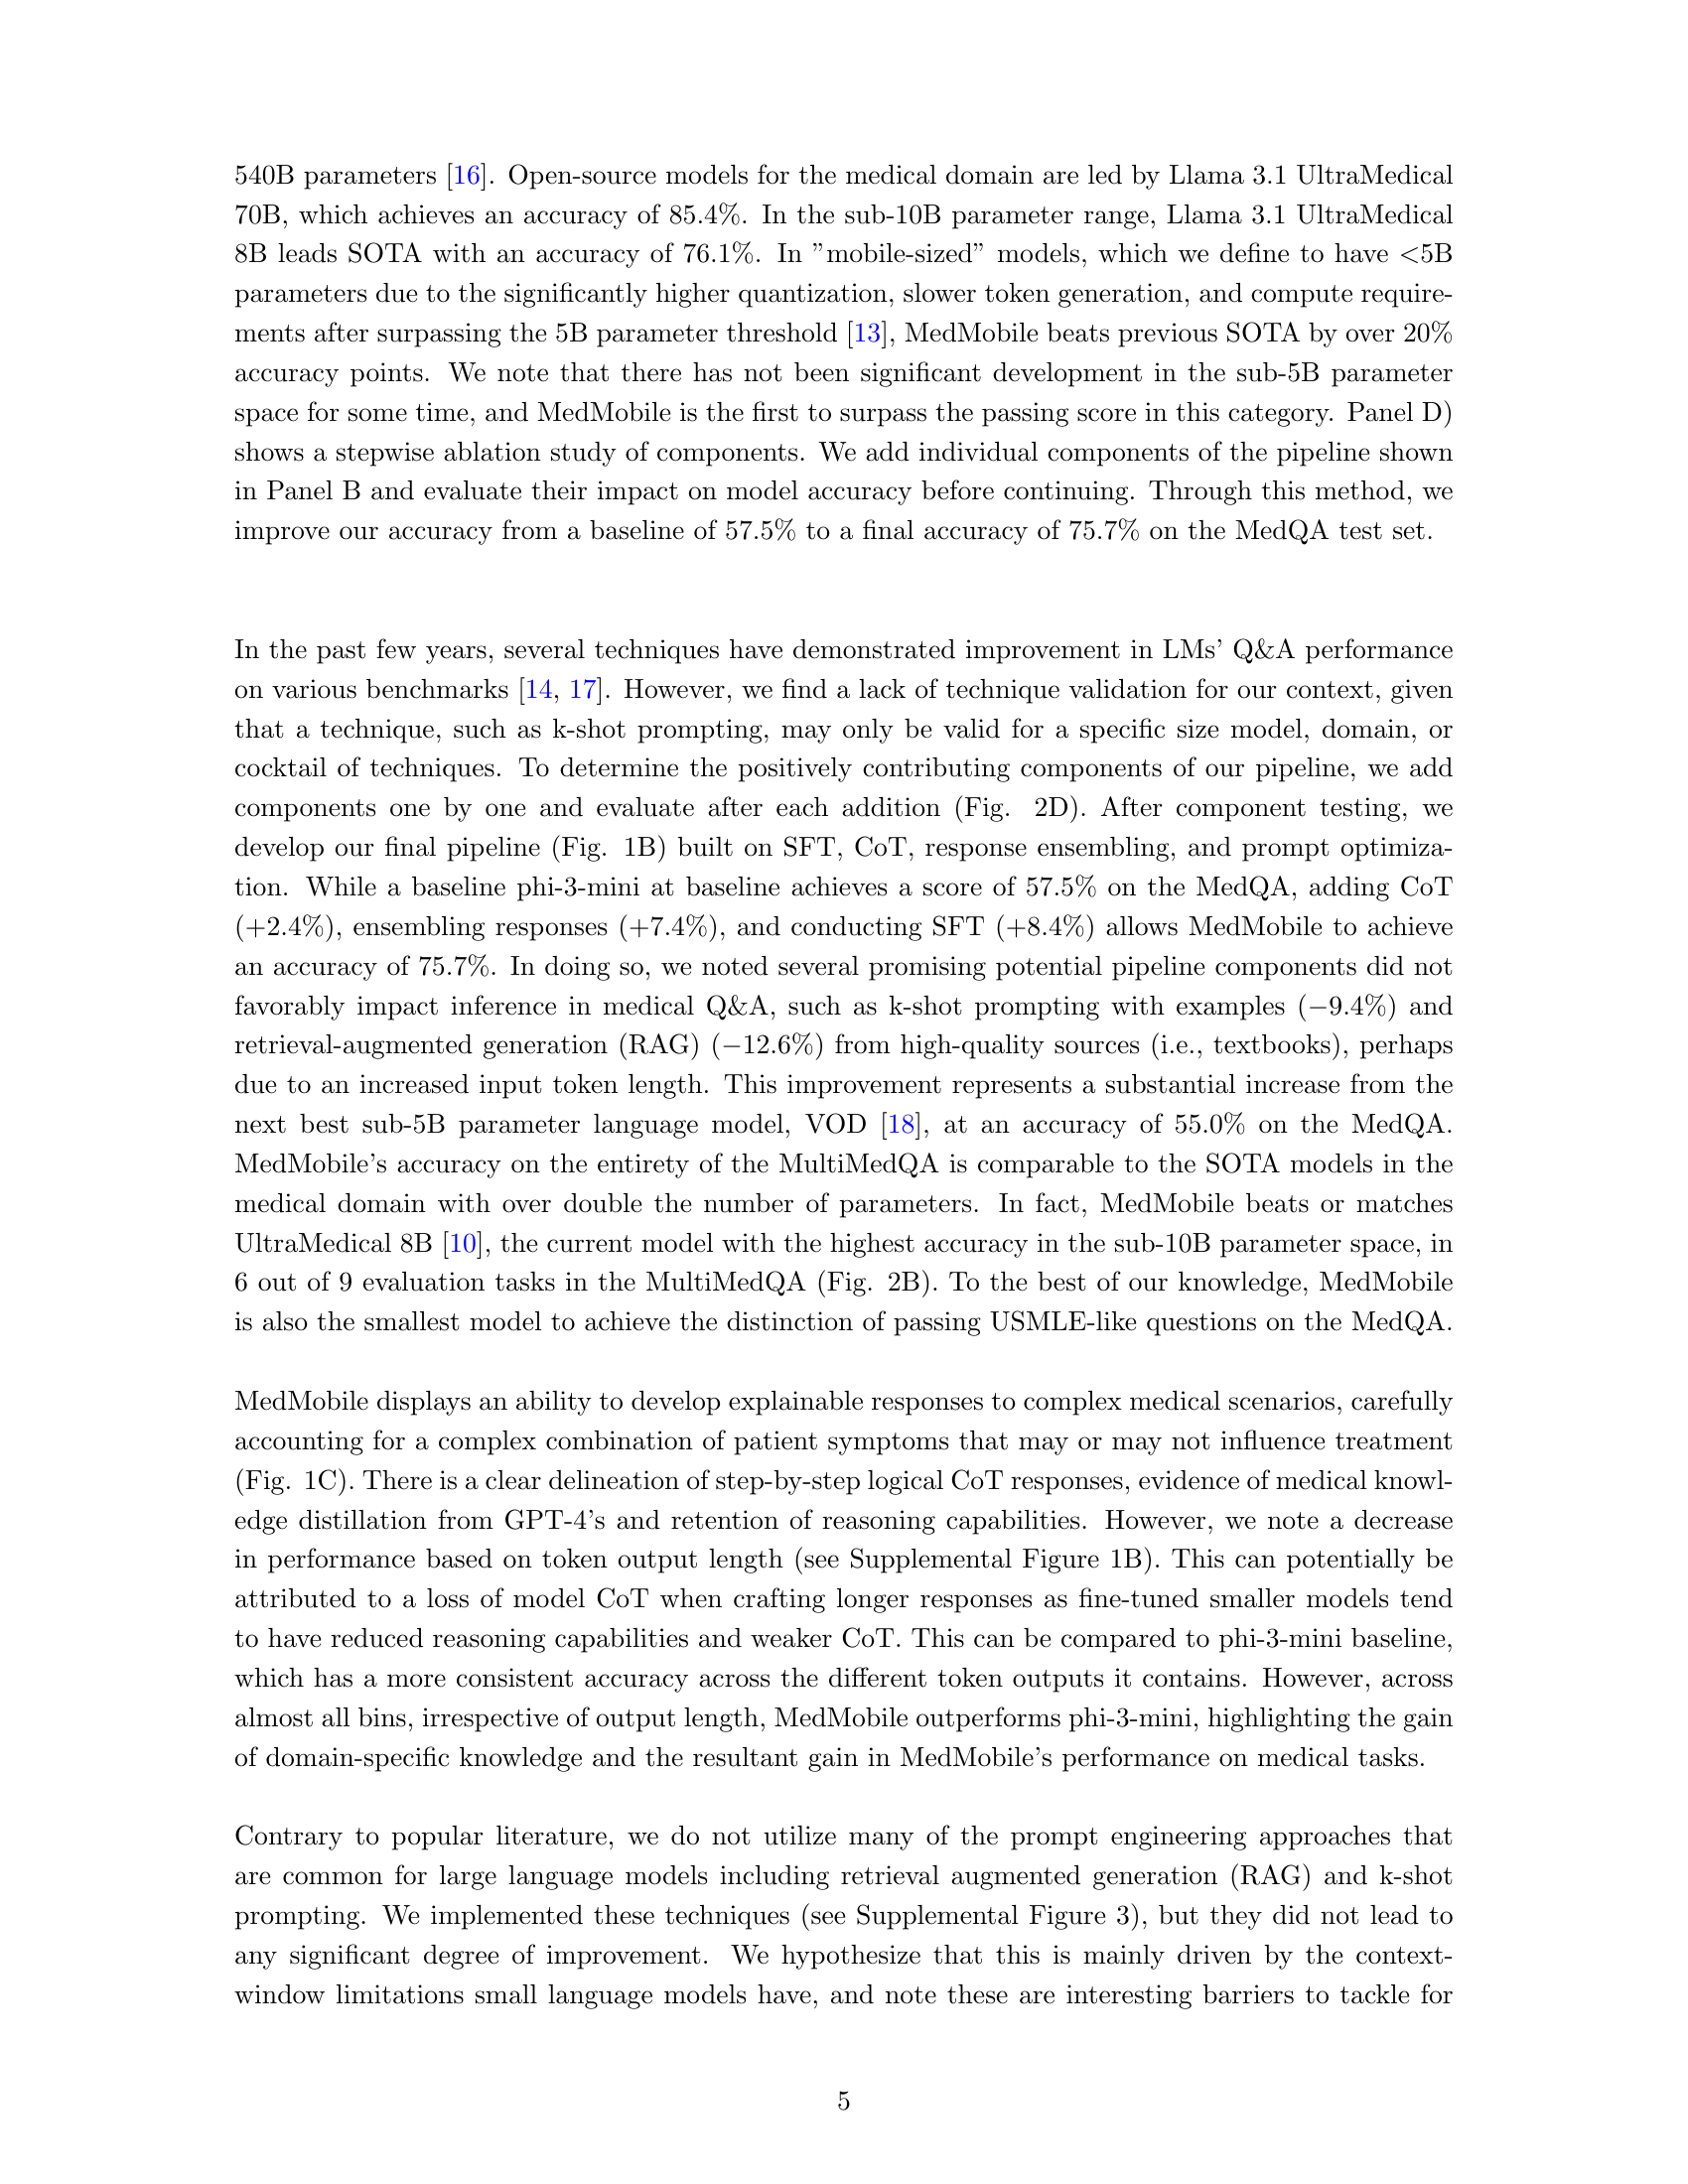 540B parameters [16]. Open-source models for the medical domain are led by Llama 3.1 UltraMedical
70B, which achieves an accuracy of 85.4%. In the sub-10B parameter range, Llama 3.1 UltraMedical
8B leads SOTA with an accuracy of 76.1%. In ”mobile-sized” models, which we define to have <5B
parameters due to the significantly higher quantization, slower token generation, and compute require-
ments after surpassing the 5B parameter threshold [13], MedMobile beats previous SOTA by over 20%
accuracy points. We note that there has not been significant development in the sub-5B parameter
space for some time, and MedMobile is the first to surpass the passing score in this category. Panel D)
shows a stepwise ablation study of components. We add individual components of the pipeline shown
in Panel B and evaluate their impact on model accuracy before continuing. Through this method, we
improve our accuracy from a baseline of 57.5% to a final accuracy of 75.7% on the MedQA test set.
In the past few years, several techniques have demonstrated improvement in LMs’ Q&A performance
on various benchmarks [14, 17]. However, we find a lack of technique validation for our context, given
that a technique, such as k-shot prompting, may only be valid for a specific size model, domain, or
cocktail of techniques. To determine the positively contributing components of our pipeline, we add
components one by one and evaluate after each addition (Fig. 2D). After component testing, we
develop our final pipeline (Fig. 1B) built on SFT, CoT, response ensembling, and prompt optimiza-
tion. While a baseline phi-3-mini at baseline achieves a score of 57.5% on the MedQA, adding CoT
(+2.4%), ensembling responses (+7.4%), and conducting SFT (+8.4%) allows MedMobile to achieve
an accuracy of 75.7%. In doing so, we noted several promising potential pipeline components did not
favorably impact inference in medical Q&A, such as k-shot prompting with examples (−9.4%) and
retrieval-augmented generation (RAG) (−12.6%) from high-quality sources (i.e., textbooks), perhaps
due to an increased input token length. This improvement represents a substantial increase from the
next best sub-5B parameter language model, VOD [18], at an accuracy of 55.0% on the MedQA.
MedMobile’s accuracy on the entirety of the MultiMedQA is comparable to the SOTA models in the
medical domain with over double the number of parameters. In fact, MedMobile beats or matches
UltraMedical 8B [10], the current model with the highest accuracy in the sub-10B parameter space, in
6 out of 9 evaluation tasks in the MultiMedQA (Fig. 2B). To the best of our knowledge, MedMobile
is also the smallest model to achieve the distinction of passing USMLE-like questions on the MedQA.
MedMobile displays an ability to develop explainable responses to complex medical scenarios, carefully
accounting for a complex combination of patient symptoms that may or may not influence treatment
(Fig. 1C). There is a clear delineation of step-by-step logical CoT responses, evidence of medical knowl-
edge distillation from GPT-4’s and retention of reasoning capabilities. However, we note a decrease
in performance based on token output length (see Supplemental Figure 1B). This can potentially be
attributed to a loss of model CoT when crafting longer responses as fine-tuned smaller models tend
to have reduced reasoning capabilities and weaker CoT. This can be compared to phi-3-mini baseline,
which has a more consistent accuracy across the different token outputs it contains. However, across
almost all bins, irrespective of output length, MedMobile outperforms phi-3-mini, highlighting the gain
of domain-specific knowledge and the resultant gain in MedMobile’s performance on medical tasks.
Contrary to popular literature, we do not utilize many of the prompt engineering approaches that
are common for large language models including retrieval augmented generation (RAG) and k-shot
prompting. We implemented these techniques (see Supplemental Figure 3), but they did not lead to
any significant degree of improvement. We hypothesize that this is mainly driven by the context-
window limitations small language models have, and note these are interesting barriers to tackle for
5